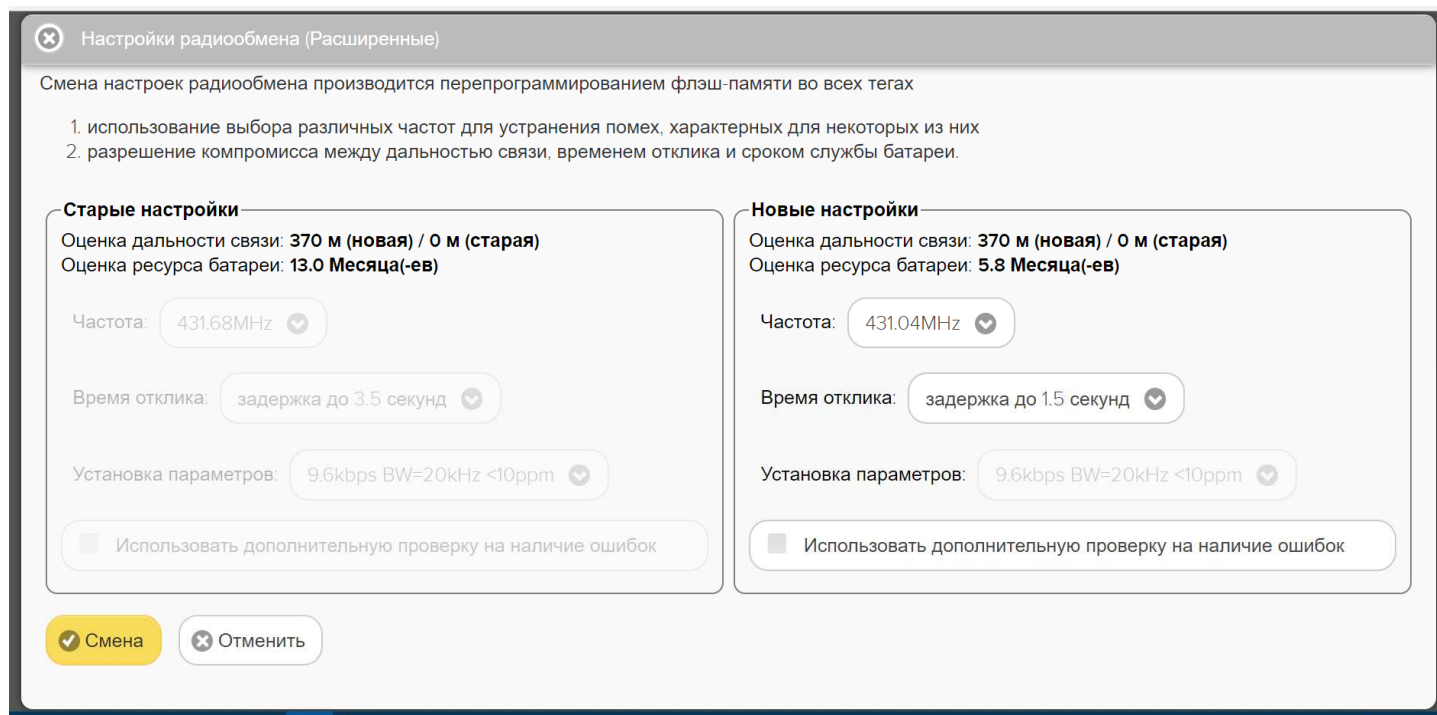 Настройки радиообмена (Расширенные)
Смена настроек радиообмена производится перепрограммированием флэш-памяти во всех тегах
1. использование выбора различных частот для устранения помех, характерных для некоторых из них
2. разрешение компромисса между дальностью связи, временем отклика и сроком службы батареи.
Старые настройки
Оценка дальности связи: 370 м (новая) / 0 м (старая)
Оценка ресурса батареи: 13.0 Месяца(-ев)
Частота: 431.68MHz
Время отклика: задержка до 3.5 секунд
Установка параметров: 9.6kbps BW=20kHz <10ppm
Использовать дополнительную проверку на наличие ошибок
Новые настройки
Оценка дальности связи: 370 м (новая) / 0 м (старая)
Оценка ресурса батареи: 5.8 Месяца(-ев)
Частота: 431.04MHz
Время отклика: задержка до 1.5 секунд
Установка параметров: 9.6kbps BW=20kHz <10ppm
Использовать дополнительную проверку на наличие ошибок
Смена
Отменить